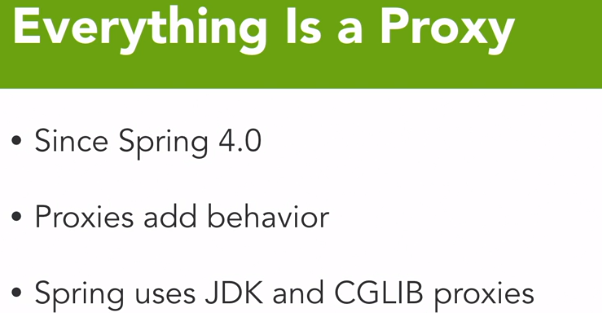 Everything Is a Proxy
• Since Spring 4.0
• Proxies add behavior
• Spring uses JDK and CGLIB proxies